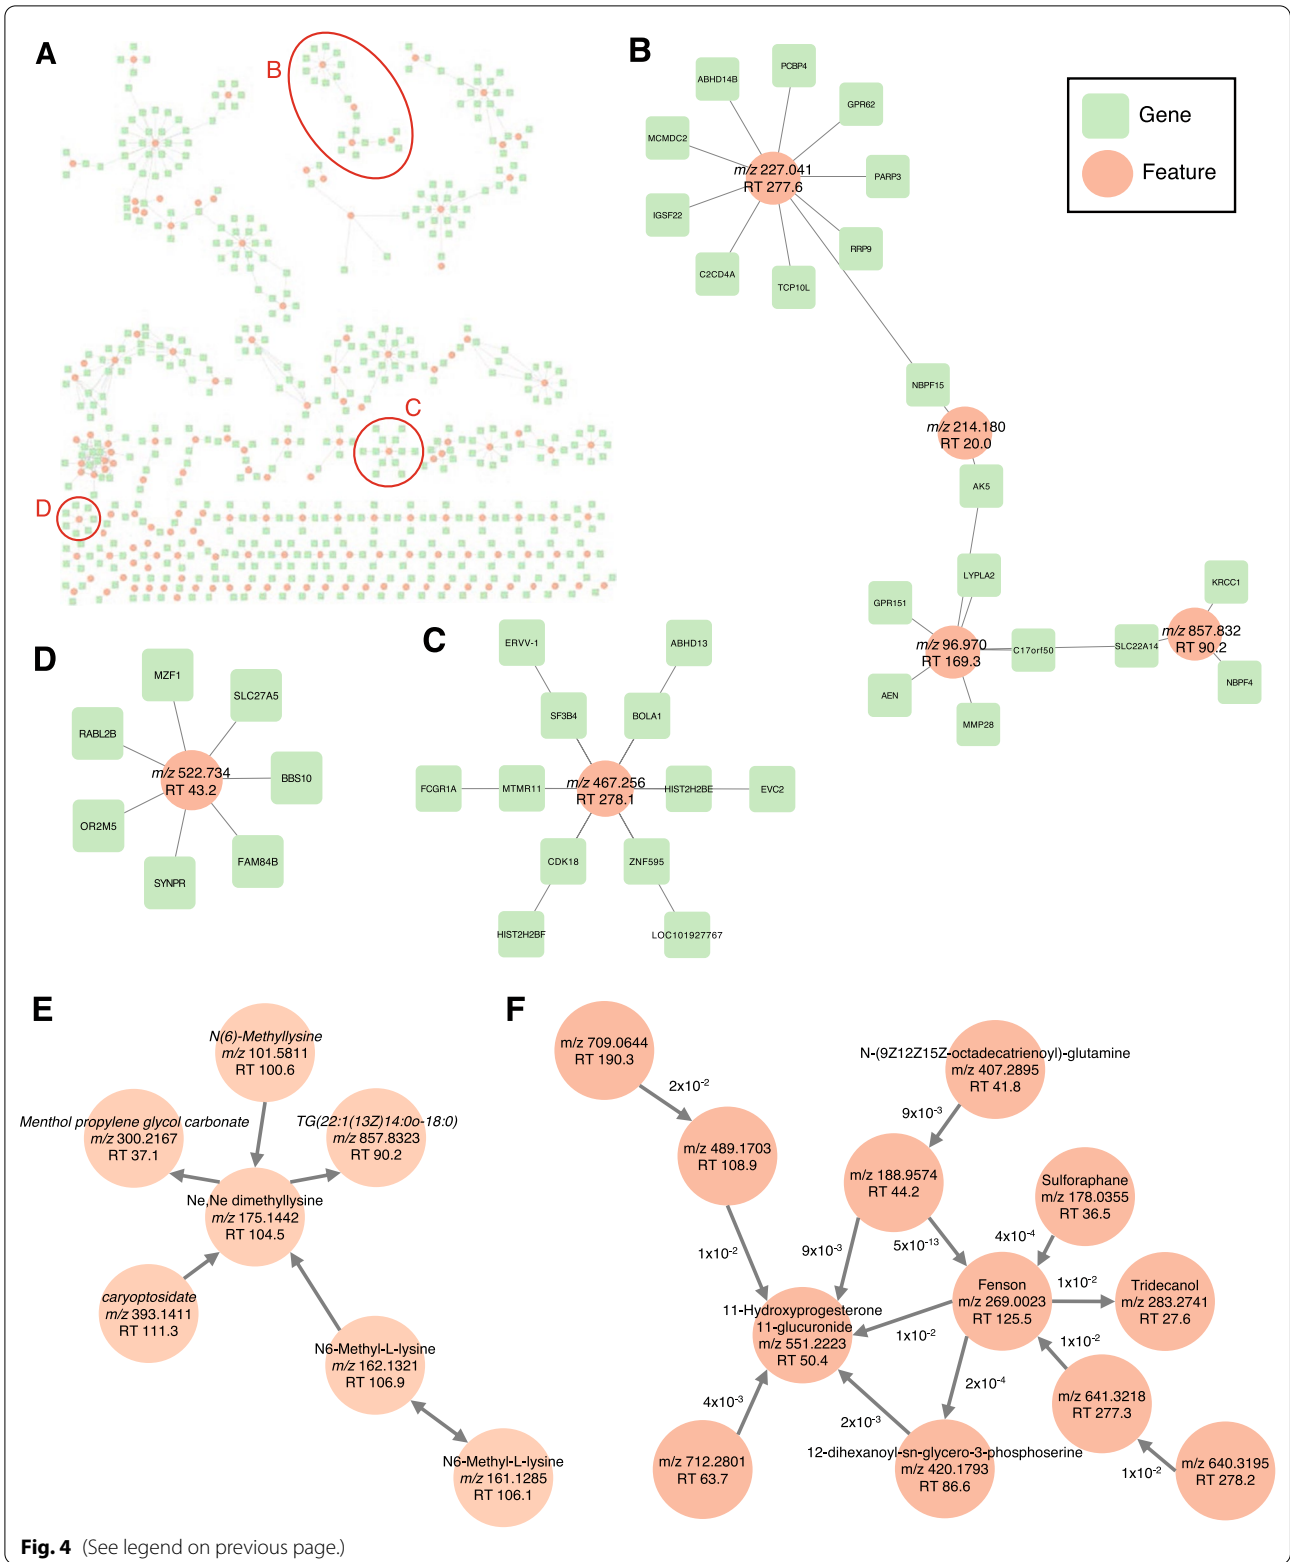 A
B
C
D
B
ABHD14B
PCBP4
GPR62
MCMDC2
m/z 227.041
RT 277.6
PARP3
IGSF22
RRP9
C2CD4A
TCP10L
NBPF15
m/z 214.180
RT 20.0
AK5
LYPLA2
GPR151
KRCC1
m/z 96.970
RT 169.3
C17orf50
SLC22A14
m/z 857.832
RT 90.2
AEN
MMP28
NBPF4
Gene
Feature
D
MZF1
SLC27A5
RABL2B
m/z 522.734
RT 43.2
BBS10
OR2M5
FAM84B
SYNPR
C
ERVV-1
ABHD13
SF3B4
BOLA1
FCGR1A
MTMR11
m/z 467.256
RT 278.1
HIST2H2BE
EVC2
CDK18
ZNF595
HIST2H2BF
LOC101927767
E
N(6)-Methyllysine
m/z 101.5811
RT 100.6
Menthol propylene glycol carbonate
m/z 300.2167
RT 37.1
TG(22:1(13Z)14:0o-18:0)
m/z 857.8323
RT 90.2
Ne,Ne dimethyllysine
m/z 175.1442
RT 104.5
caryoptosidate
m/z 393.1411
RT 111.3
N6-Methyl-L-lysine
m/z 162.1321
RT 106.9
N6-Methyl-L-lysine
m/z 161.1285
RT 106.1
F
m/z 709.0644
RT 190.3
2x10⁻²
m/z 489.1703
RT 108.9
1x10⁻²
N-(9Z12Z15Z-octadecatrienoyl)-glutamine
m/z 407.2895
RT 41.8
9x10⁻³
m/z 188.9574
RT 44.2
9x10⁻³
5x10⁻¹³
Sulforaphane
m/z 178.0355
RT 36.5
4x10⁻⁴
Fenson
m/z 269.0023
RT 125.5
1x10⁻²
Tridecanol
m/z 283.2741
RT 27.6
11-Hydroxyprogesterone
11-glucuronide
m/z 551.2223
RT 50.4
1x10⁻²
1x10⁻²
2x10⁻⁴
m/z 641.3218
RT 277.3
4x10⁻³
2x10⁻³
m/z 712.2801
RT 63.7
12-dihexanoyl-sn-glycero-3-phosphoserine
m/z 420.1793
RT 86.6
1x10⁻²
m/z 640.3195
RT 278.2
Fig. 4 (See legend on previous page.)